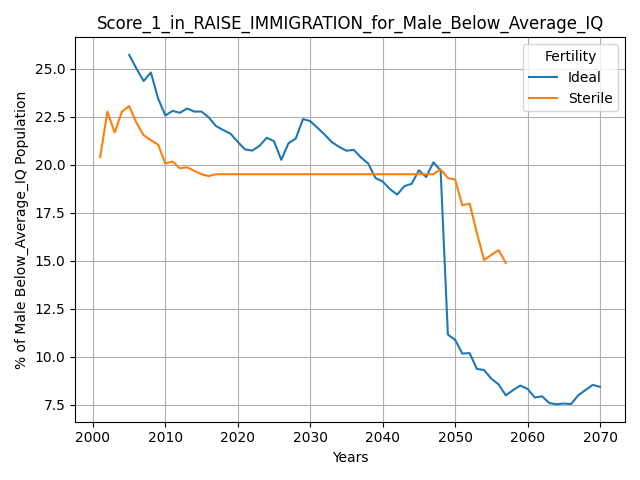 Score_1_in_RAISE_IMMIGRATION_for_Male_Below_Average_IQ
Fertility
Ideal
Sterile
% of Male Below_Average_IQ Population
25.0
22.5
20.0
17.5
15.0
12.5
10.0
7.5
2000 2010 2020 2030 2040 2050 2060 2070
Years